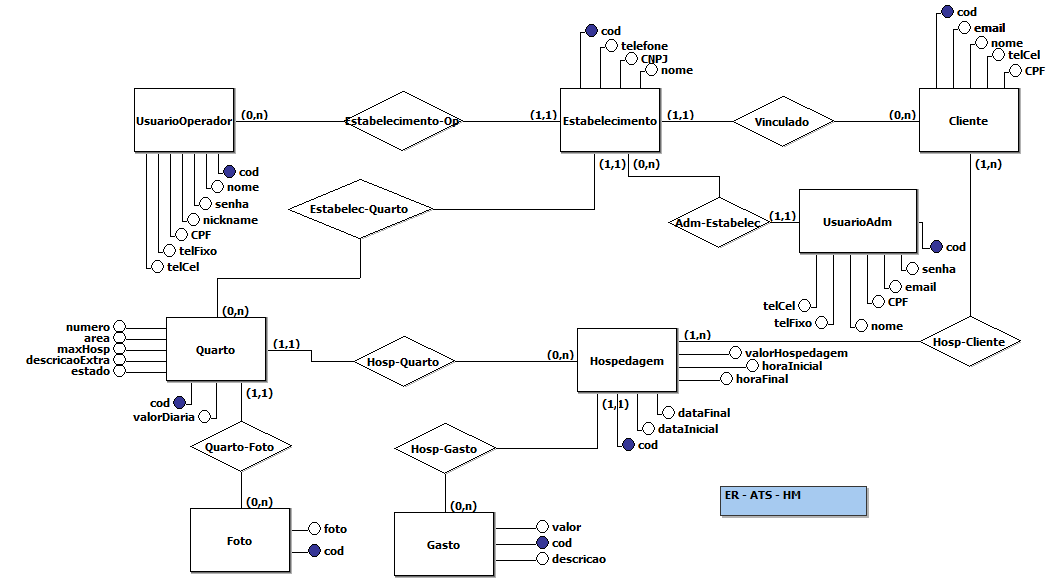 cod
email
nome
telCel
CPF
cod
telefone
CNPJ
nome
UsuarioOperador
(0,n)
Estabelecimento-Op
(1,1)
Estabelecimento
(1,1)
Vinculado
(0,n)
Cliente
(1,1)
(0,n)
(1,n)
cod
nome
senha
nickname
CPF
telFixo
telCel
Estabelec-Quarto
Adm-Estabelec
(1,1)
UsuarioAdm
cod
senha
email
CPF
nome
telCel
telFixo
(0,n)
numero
area
maxHosp
descricaoExtra
estado
Quarto
(1,1)
Hosp-Quarto
(0,n)
Hospedagem
(1,n)
Hosp-Cliente
valorHospedagem
horaInicial
horaFinal
cod
valorDiaria
(1,1)
(1,1)
dataFinal
dataInicial
cod
Quarto-Foto
Hosp-Gasto
(0,n)
(0,n)
ER - ATS - HM
Foto
foto
cod
Gasto
valor
cod
descricao